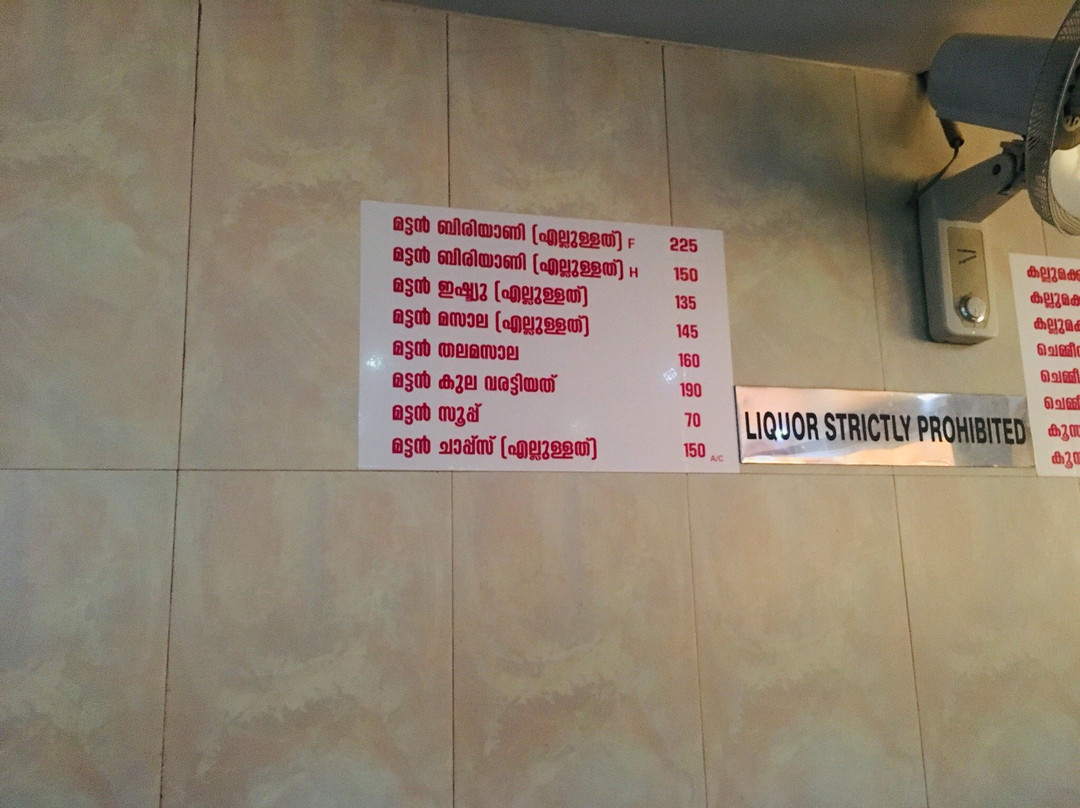 മട്ടൻ ബിരിയാണി (എല്ലുള്ളത്) F 225
മട്ടൻ ബിരിയാണി (എല്ലുള്ളത്) H 150
മട്ടൻ ഇഷ്ട്യു (എല്ലുള്ളത്) 135
മട്ടൻ മസാല (എല്ലുള്ളത്) 145
മട്ടൻ തലമസാല 160
മട്ടൻ കുല വരട്ടിയത് 190
മട്ടൻ സൂപ്പ് 70
മട്ടൻ ചാപ്സ് (എല്ലുള്ളത്) 150 A/C
LIQUOR STRICTLY PROHIBITED